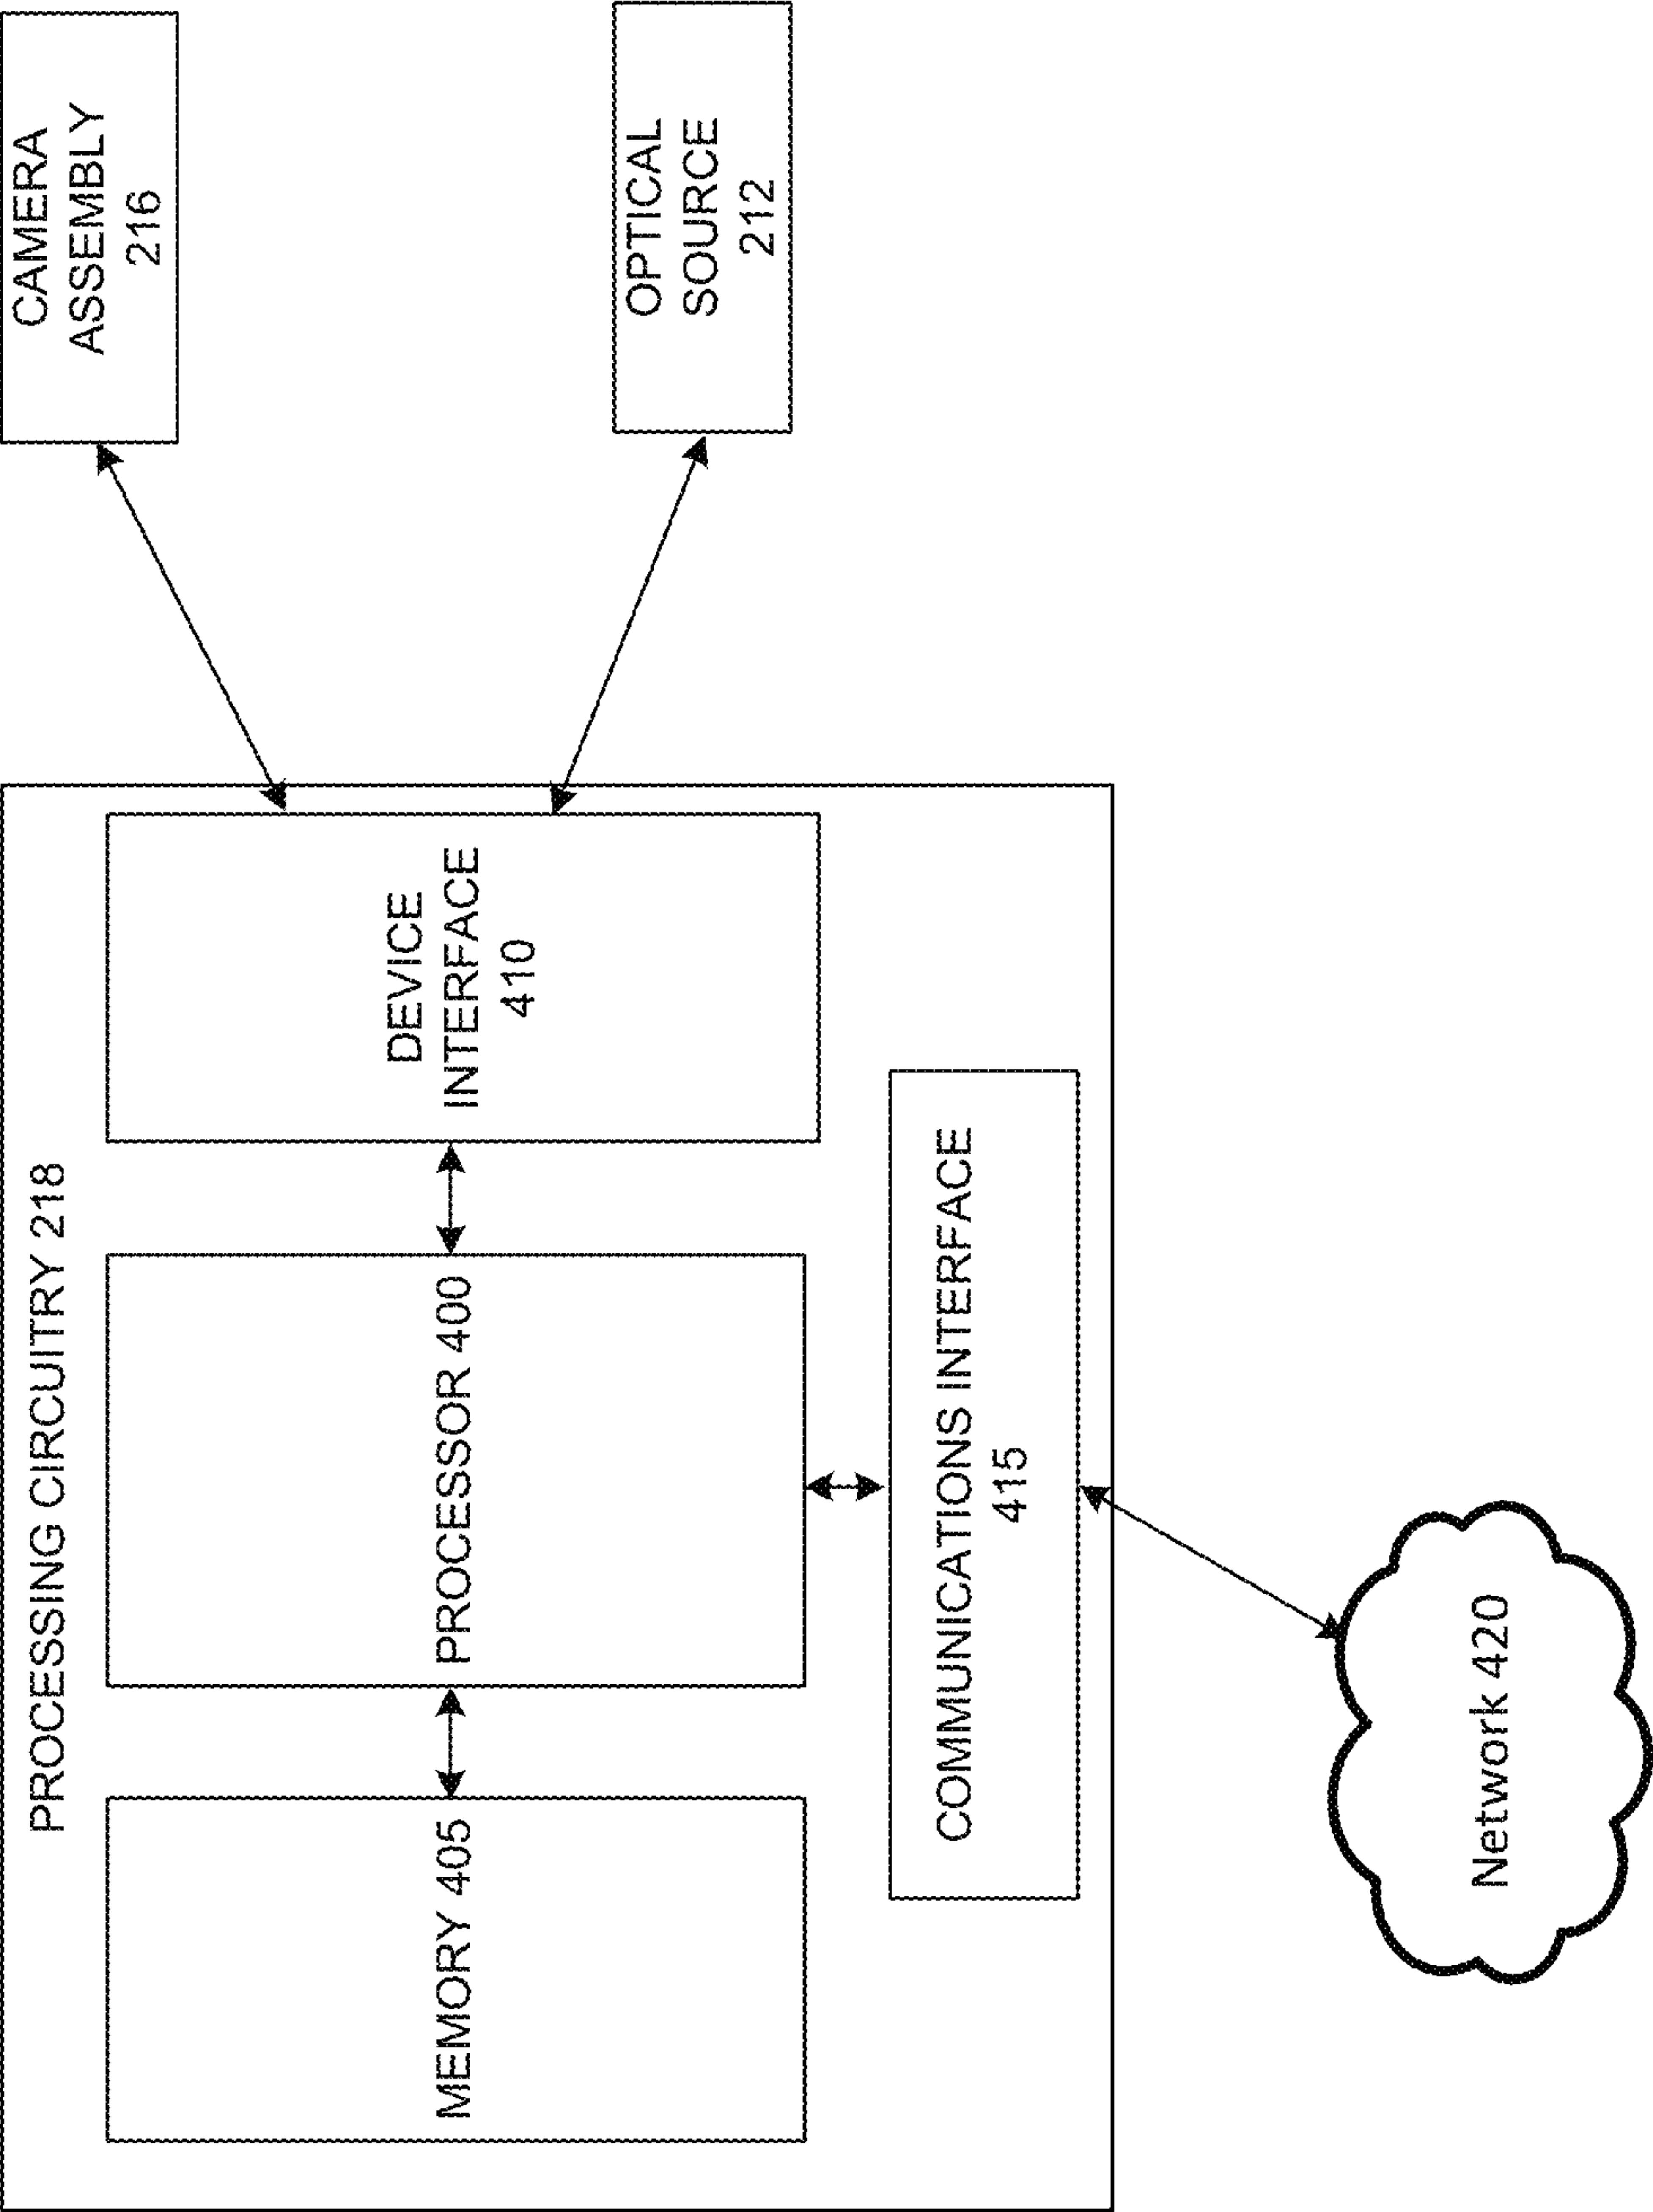 PROCESSING CIRCUITRY 218
MEMORY 405
PROCESSOR 400
DEVICE
INTERFACE
410
CAMERA
ASSEMBLY
216
OPTICAL
SOURCE
212
COMMUNICATIONS INTERFACE
415
Network 420